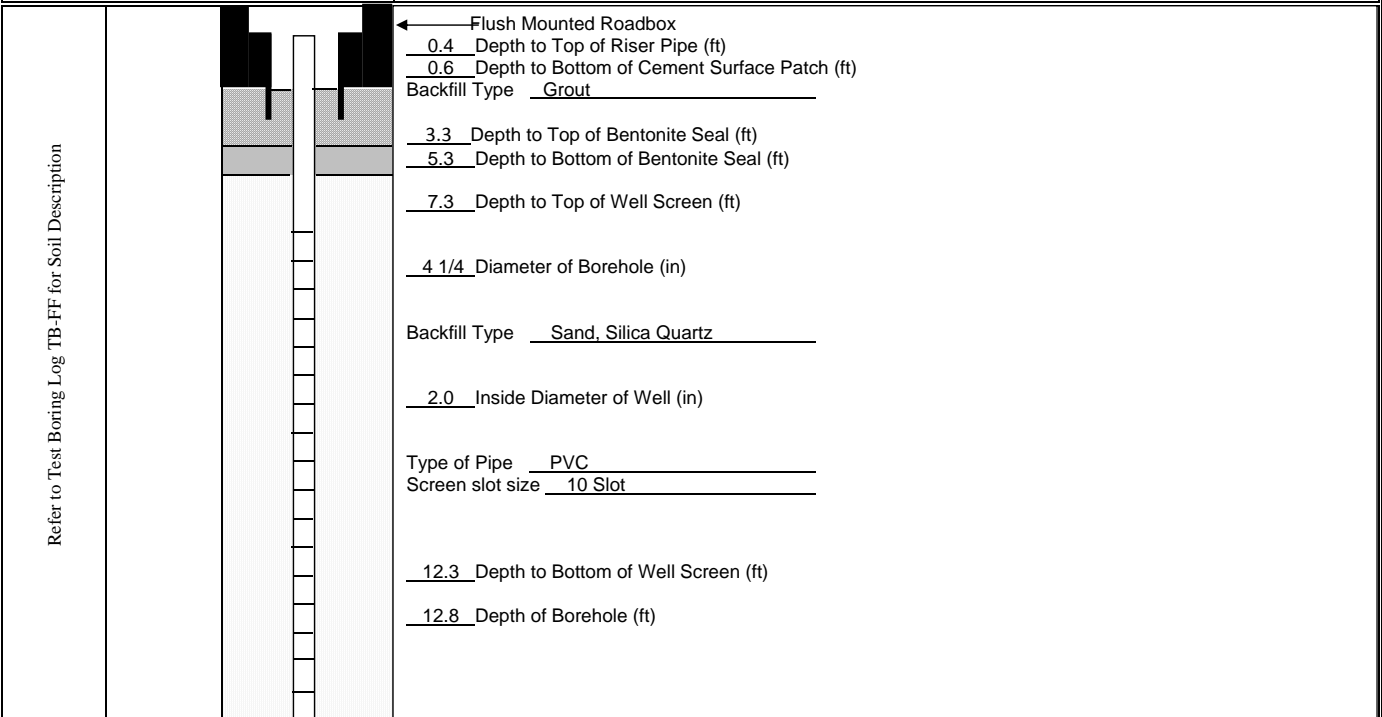 Refer to Test Boring Log TB-FF for Soil Description
Flush Mounted Roadbox
0.4 Depth to Top of Riser Pipe (ft)
0.6 Depth to Bottom of Cement Surface Patch (ft)
Backfill Type Grout
3.3 Depth to Top of Bentonite Seal (ft)
5.3 Depth to Bottom of Bentonite Seal (ft)
7.3 Depth to Top of Well Screen (ft)
4 1/4 Diameter of Borehole (in)
Backfill Type Sand, Silica Quartz
2.0 Inside Diameter of Well (in)
Type of Pipe PVC
Screen slot size 10 Slot
12.3 Depth to Bottom of Well Screen (ft)
12.8 Depth of Borehole (ft)